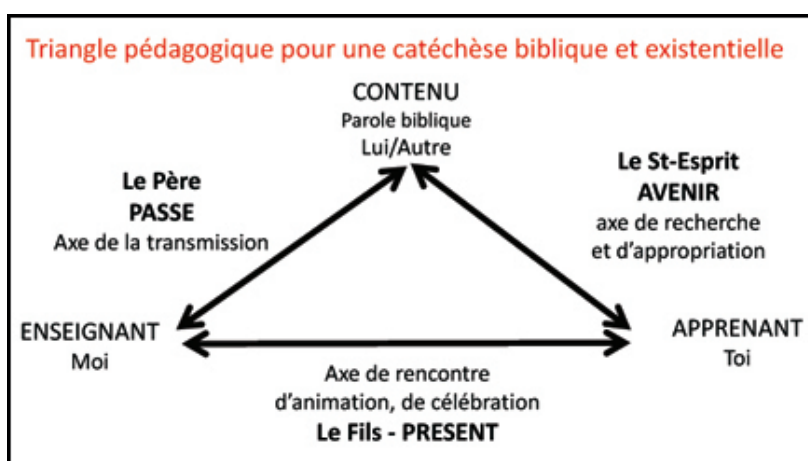 Triangle pédagogique pour une catéchèse biblique et existentielle
CONTENU
Parole biblique
Lui/Autre
Le Père
PASSE
Axe de la transmission
Le St-Esprit
AVENIR
axe de recherche
et d'appropriation
ENSEIGNANT
Moi
APPRENANT
Toi
Axe de rencontre
d'animation, de célébration
Le Fils - PRESENT